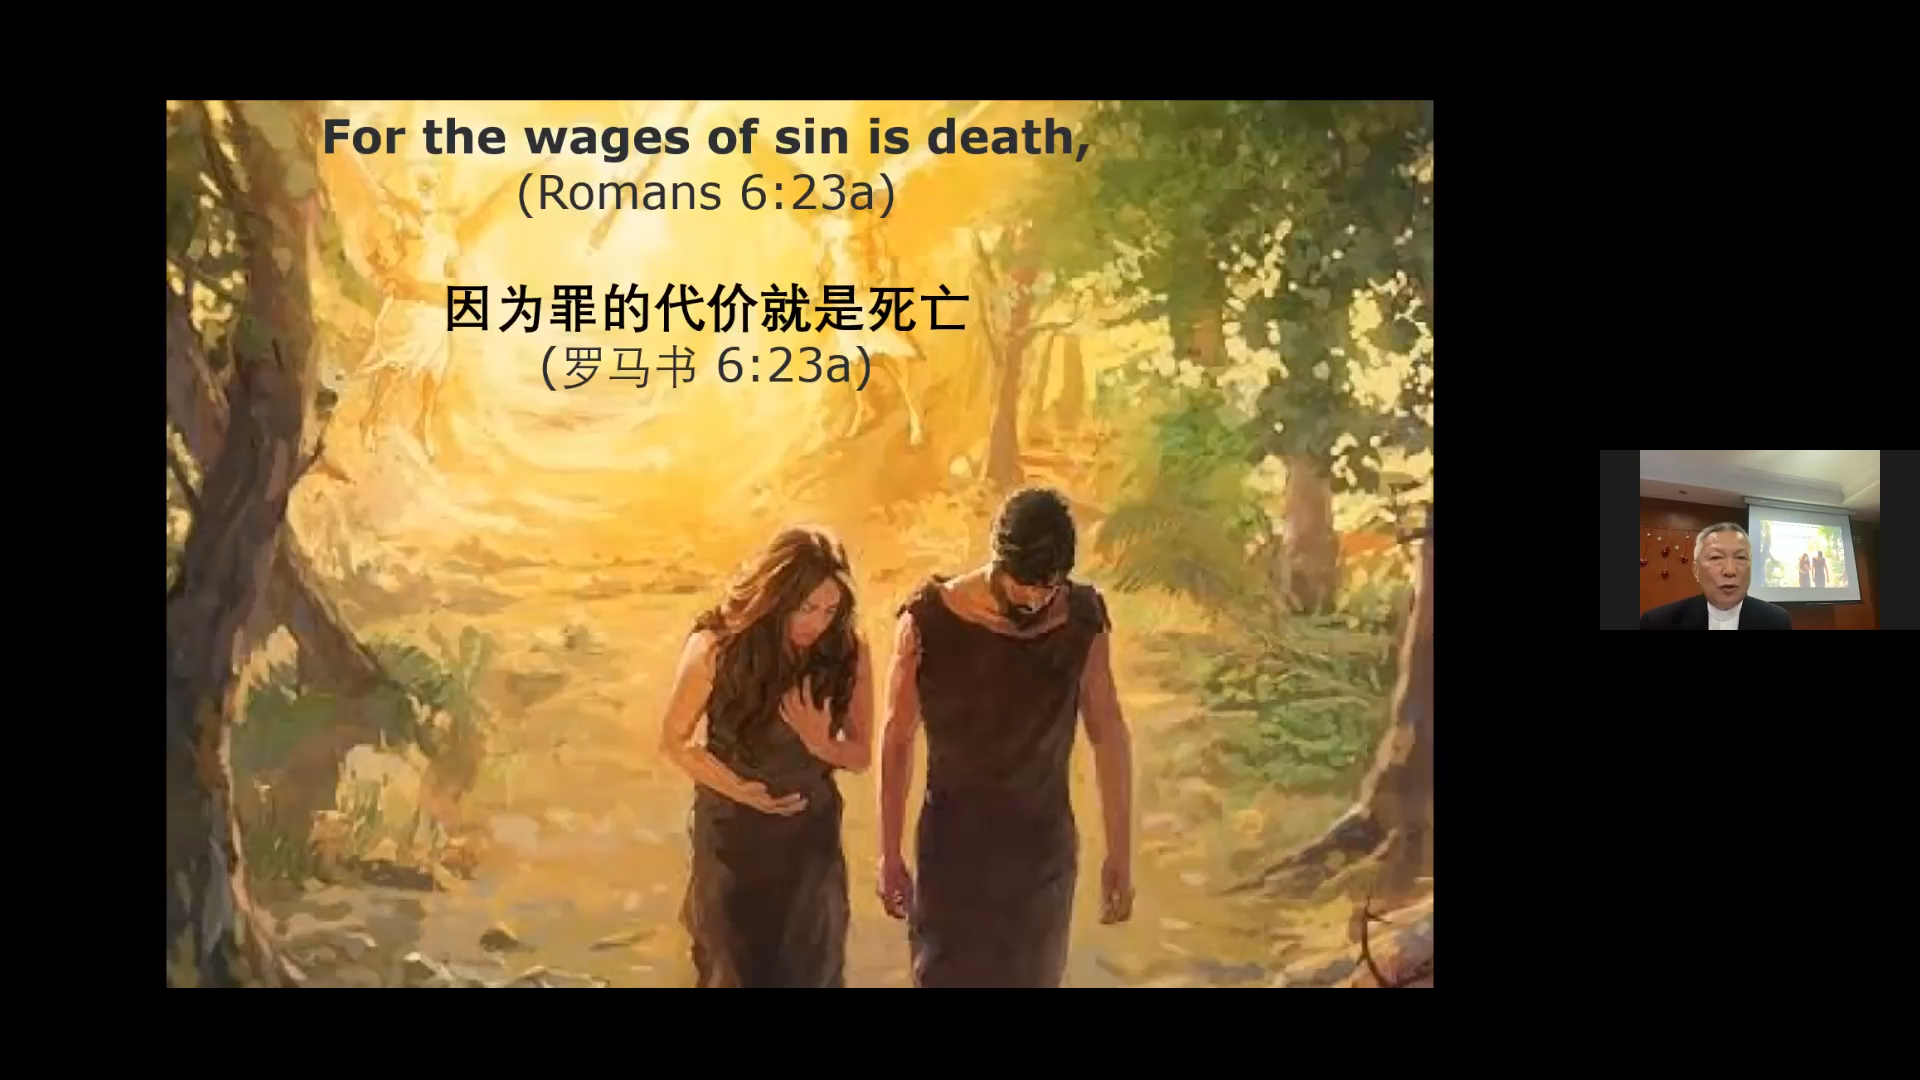 For the wages of sin is death,
(Romans 6:23a)
因为罪的代价就是死亡
(罗马书 6:23a)